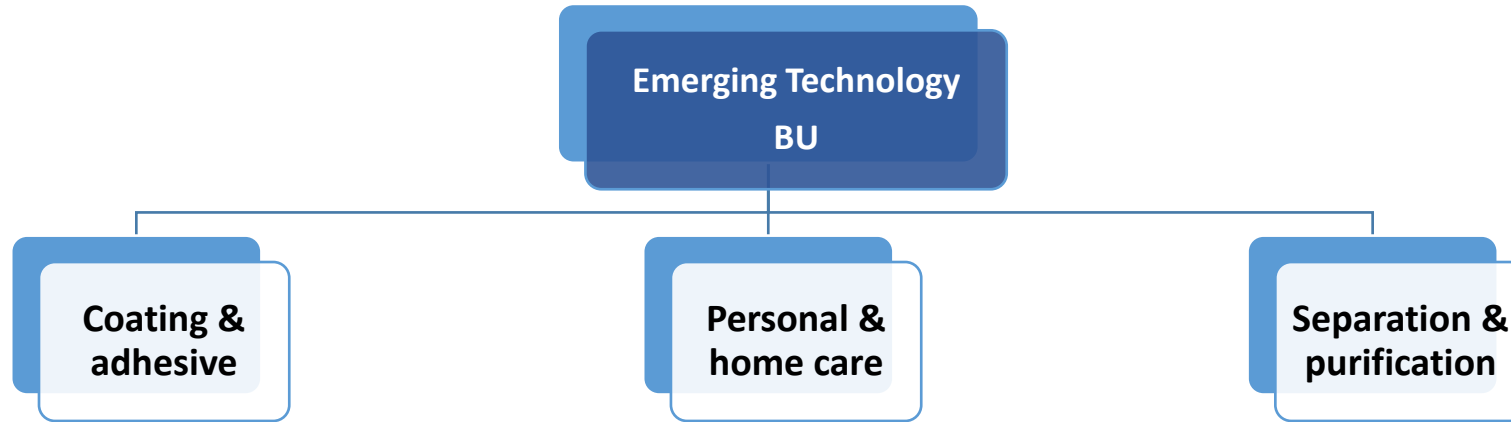 Emerging Technology
BU
Coating &
adhesive
Personal &
home care
Separation &
purification